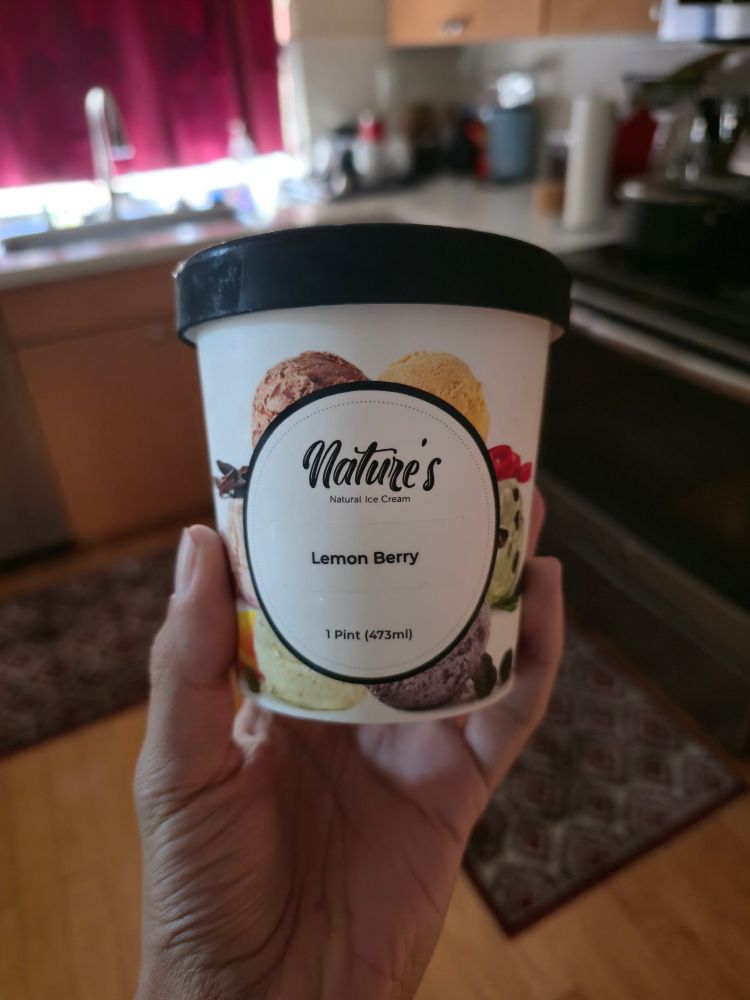 Nature's
Natural Ice Cream
Lemon Berry
1 Pint (473ml)